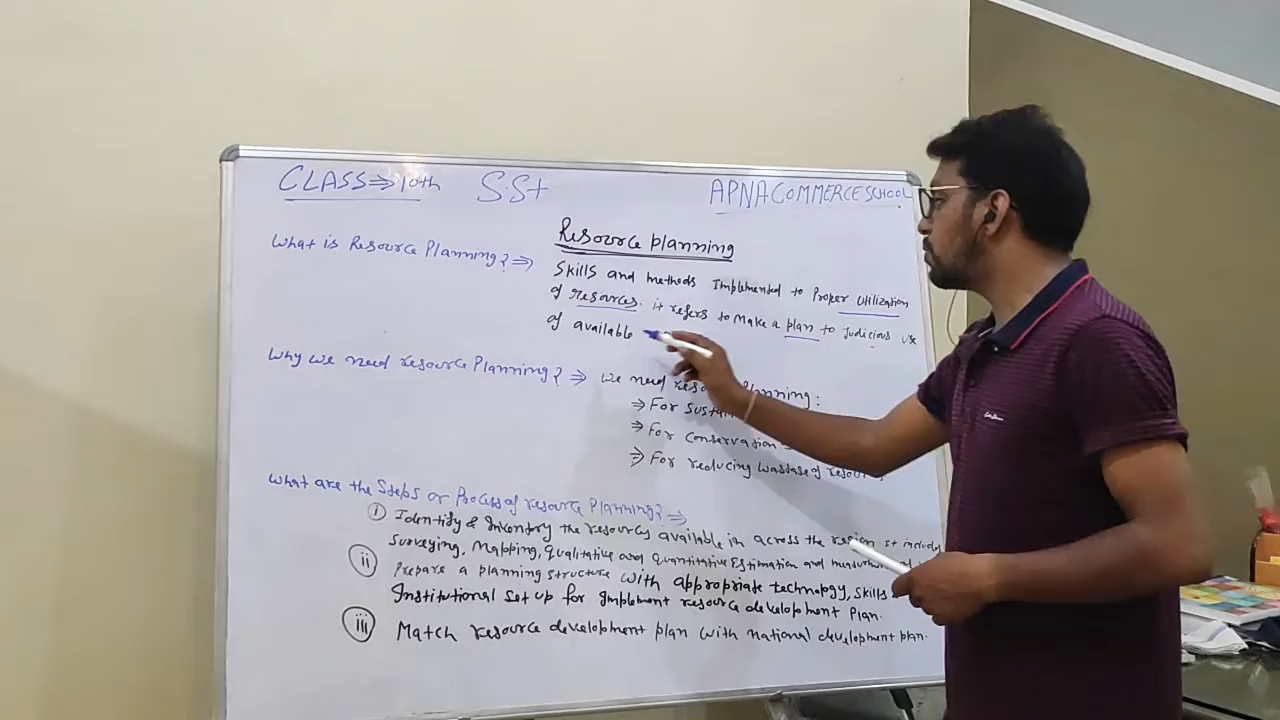 CLASS⇒10th SSt APNA COMMERCE SCHOOL
Resource planning
What is Resource Planning? ⇒ Skills and methods Implemented to Proper utilization
of resources. it refers to make a plan to judicious use
of available
Why we need resource Planning? ⇒ We need Planning:
⇒ For
⇒ For conservation
⇒ For reducing wastage of
What are the Steps or Process of resource Planning? ⇒
i Identify & Inventory the resources available in across the region it
Surveying, Mapping, qualitative and quantitative Estimation and
ii Prepare a planning structure with appropriate technology, skills
Institutional set up for Implement resource development Plan.
iii Match resource development plan with national development plan.